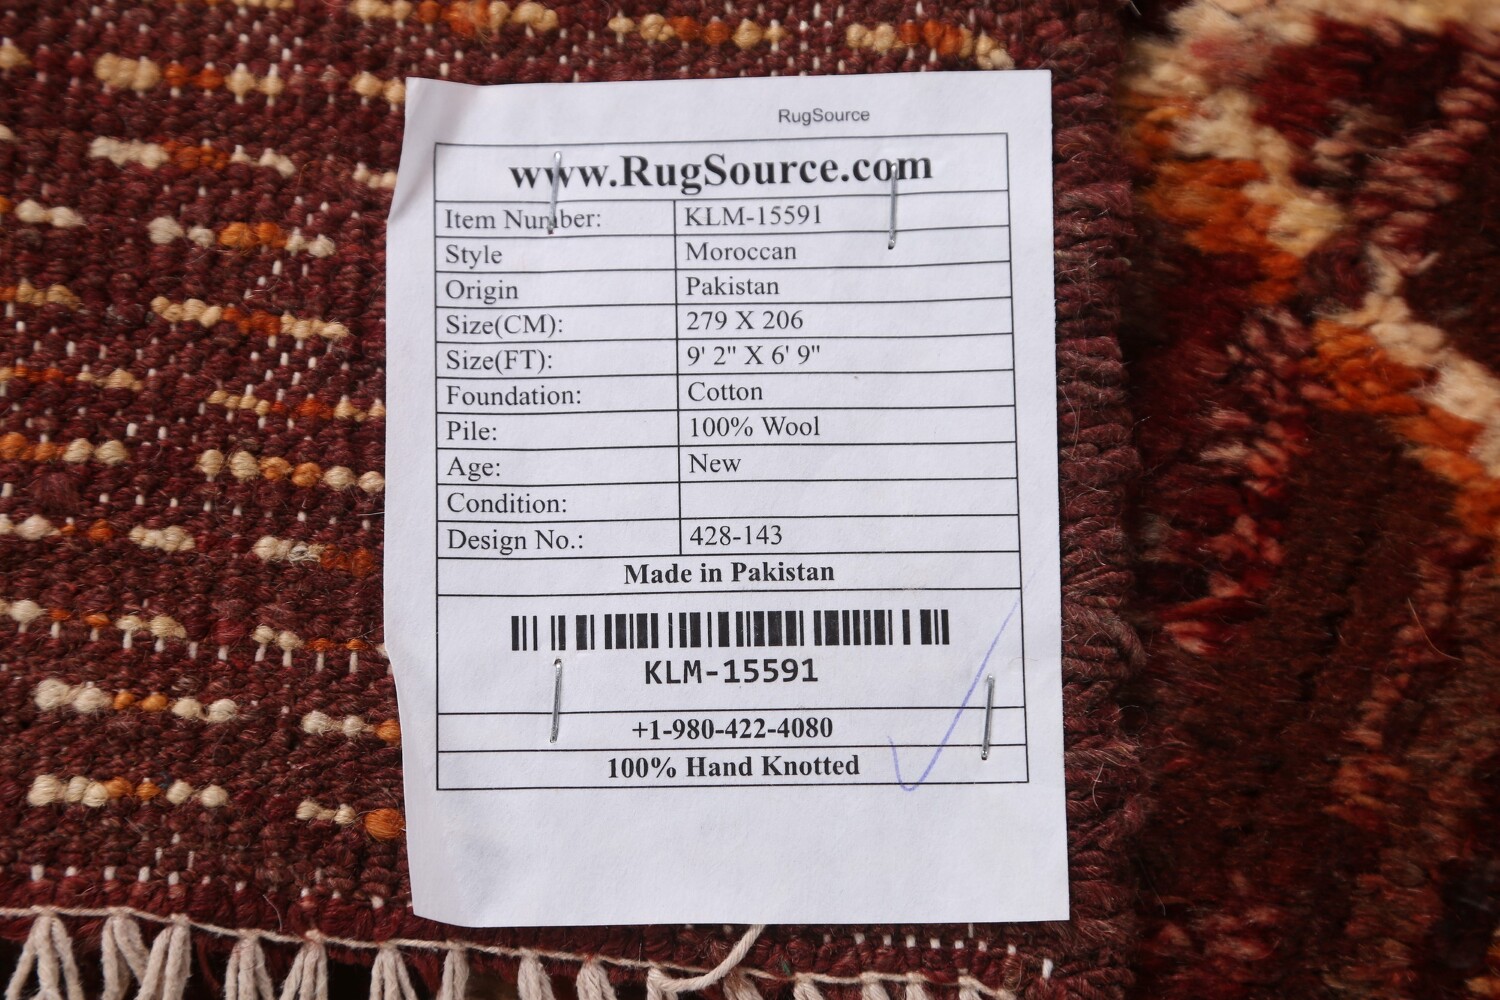 RugSource
www.RugSource.com
Item Number: KLM-15591
Style Moroccan
Origin Pakistan
Size(CM): 279 X 206
Size(FT): 9' 2" X 6' 9"
Foundation: Cotton
Pile: 100% Wool
Age: New
Condition:
Design No.: 428-143
Made in Pakistan
KLM-15591
+1-980-422-4080
100% Hand Knotted